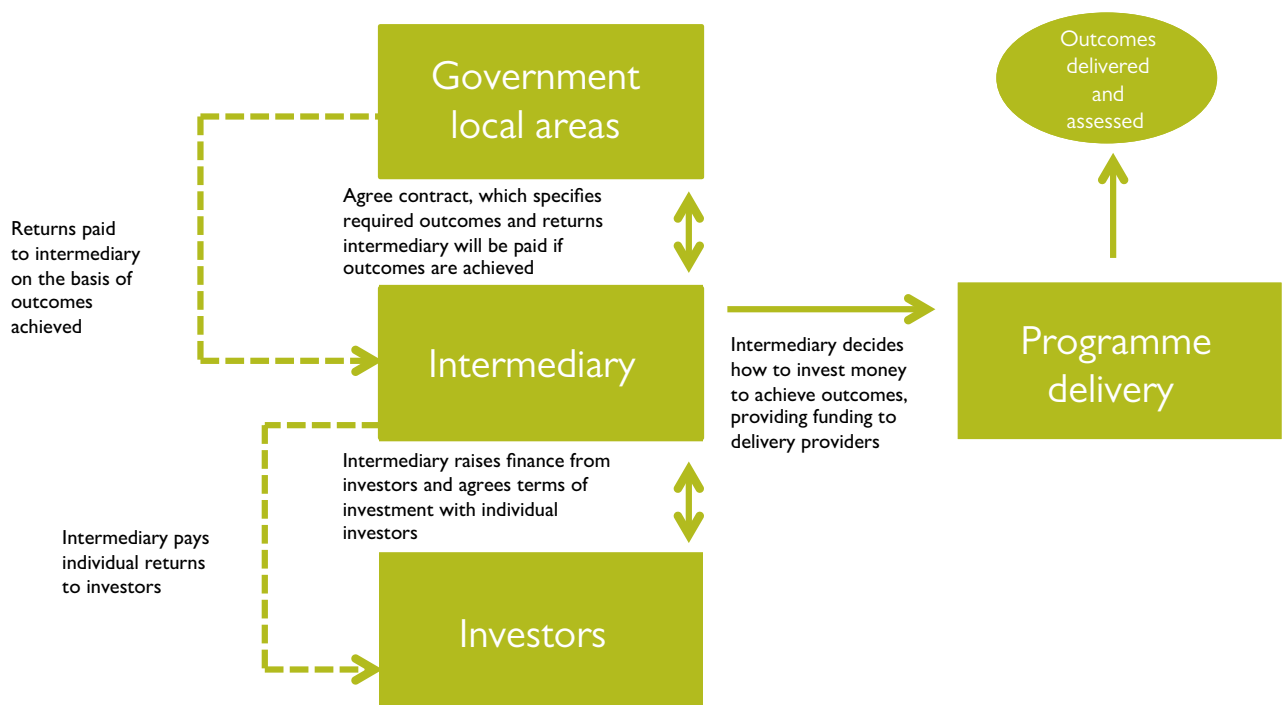 Government
local areas
Outcomes
delivered
and
assessed
Agree contract, which specifies
required outcomes and returns
intermediary will be paid if
outcomes are achieved
Returns paid
to intermediary
on the basis of
outcomes
achieved
Intermediary
Intermediary decides
how to invest money
to achieve outcomes,
providing funding to
delivery providers
Programme
delivery
Intermediary raises finance from
investors and agrees terms of
investment with individual
investors
Intermediary pays
individual returns
to investors
Investors